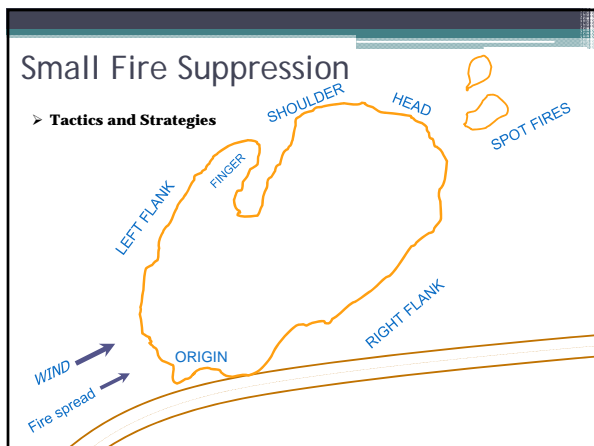 Small Fire Suppression
➢ Tactics and Strategies
SHOULDER
HEAD
SPOT FIRES
FINGER
LEFT FLANK
RIGHT FLANK
ORIGIN
WIND
Fire spread